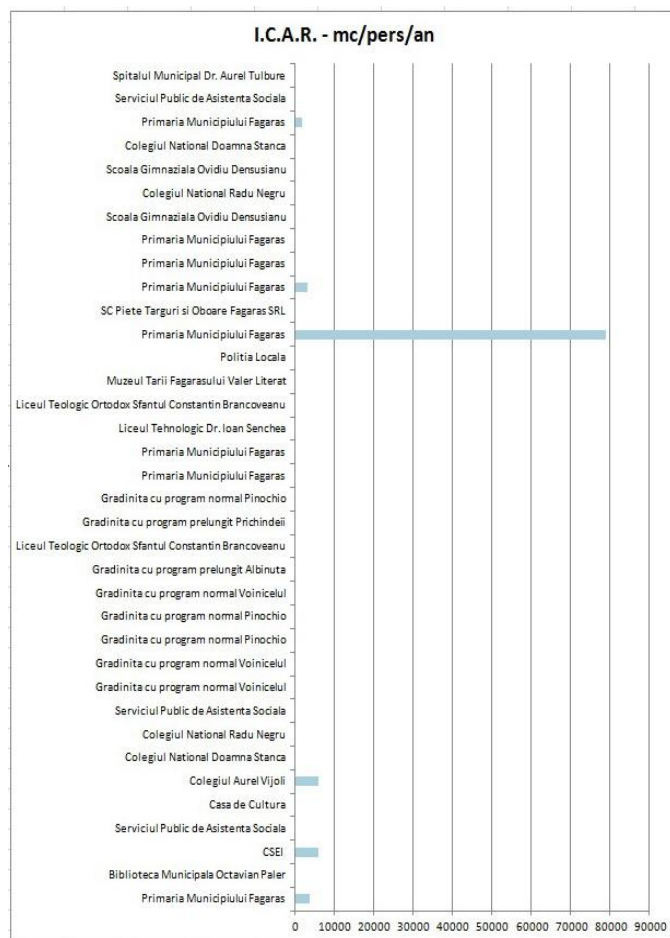 I.C.A.R. - mc/pers/an
Spitalul Municipal Dr. Aurel Tulbure
Serviciul Public de Asistenta Sociala
Primaria Municipiului Fagaras
Colegiul National Doamna Stanca
Scoala Gimnaziala Ovidiu Densusianu
Colegiul National Radu Negru
Scoala Gimnaziala Ovidiu Densusianu
Primaria Municipiului Fagaras
Primaria Municipiului Fagaras
Primaria Municipiului Fagaras
SC Piete Targuri si Oboare Fagaras SRL
Primaria Municipiului Fagaras
Politia Locala
Muzeul Tarii Fagarasului Valer Literat
Liceul Teologic Ortodox Sfantul Constantin Brancoveanu
Liceul Tehnologic Dr. Ioan Senchea
Primaria Municipiului Fagaras
Primaria Municipiului Fagaras
Gradinita cu program normal Pinochio
Gradinita cu program prelungit Prichindeii
Liceul Teologic Ortodox Sfantul Constantin Brancoveanu
Gradinita cu program prelungit Albinuta
Gradinita cu program normal Voinicelul
Gradinita cu program normal Pinochio
Gradinita cu program normal Pinochio
Gradinita cu program normal Voinicelul
Gradinita cu program normal Voinicelul
Serviciul Public de Asistenta Sociala
Colegiul National Radu Negru
Colegiul National Doamna Stanca
Colegiul Aurel Vijoli
Casa de Cultura
Serviciul Public de Asistenta Sociala
CSEI
Biblioteca Municipala Octavian Paler
Primaria Municipiului Fagaras
0 10000 20000 30000 40000 50000 60000 70000 80000 90000